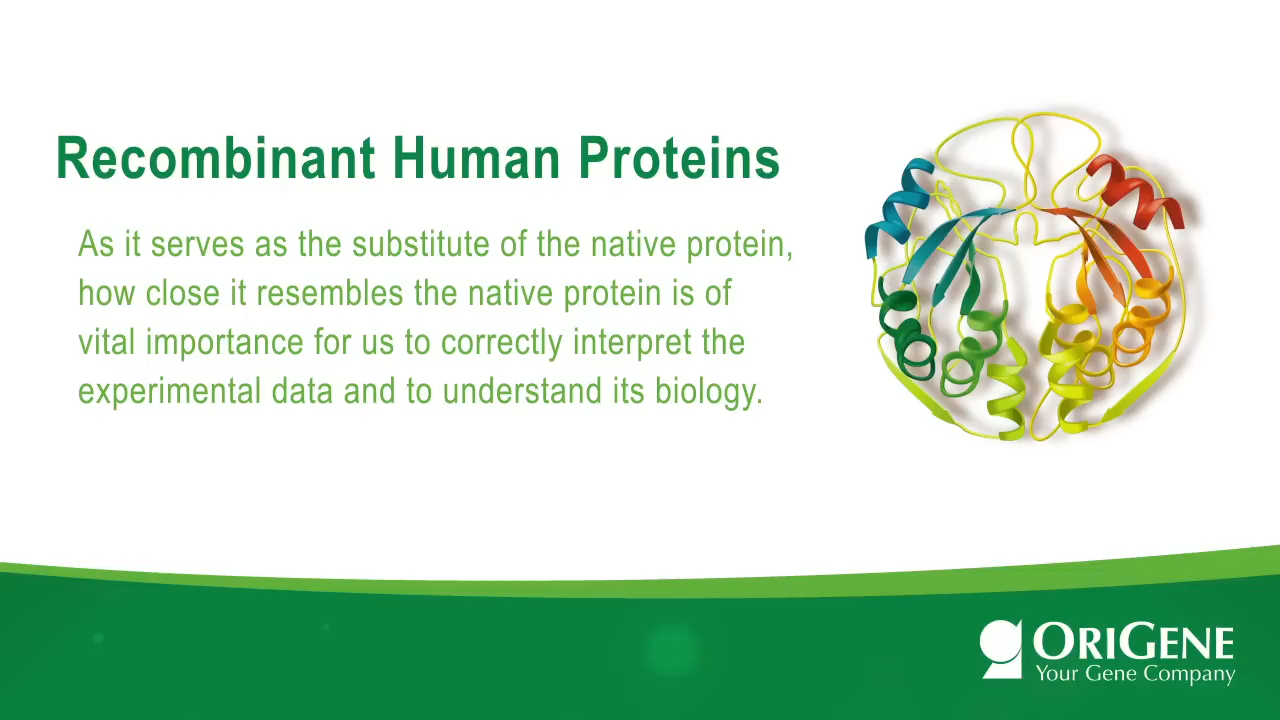 Recombinant Human Proteins
As it serves as the substitute of the native protein,
how close it resembles the native protein is of
vital importance for us to correctly interpret the
experimental data and to understand its biology.
ORIGENE
Your Gene Company